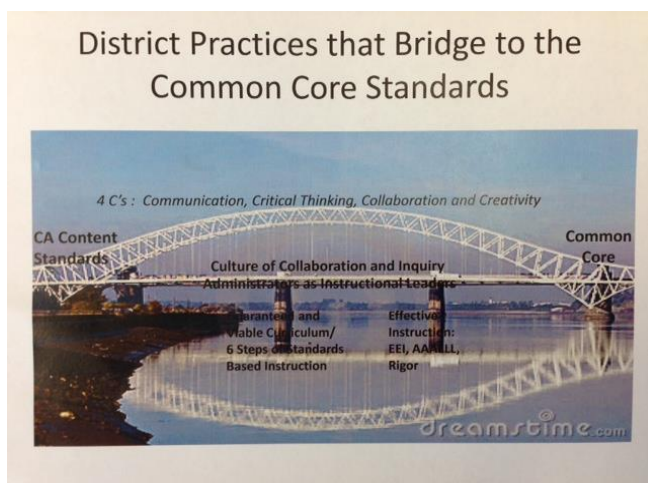 District Practices that Bridge to the
Common Core Standards
4 C's : Communication, Critical Thinking, Collaboration and Creativity
CA Content
Standards
Common
Core
Culture of Collaboration and Inquiry
Administrators as Instructional Leaders
Guaranteed and
Viable Curriculum/
6 Steps of Standards
Based Instruction
Effective
Instruction:
EEI,
Rigor
dreamstime.com